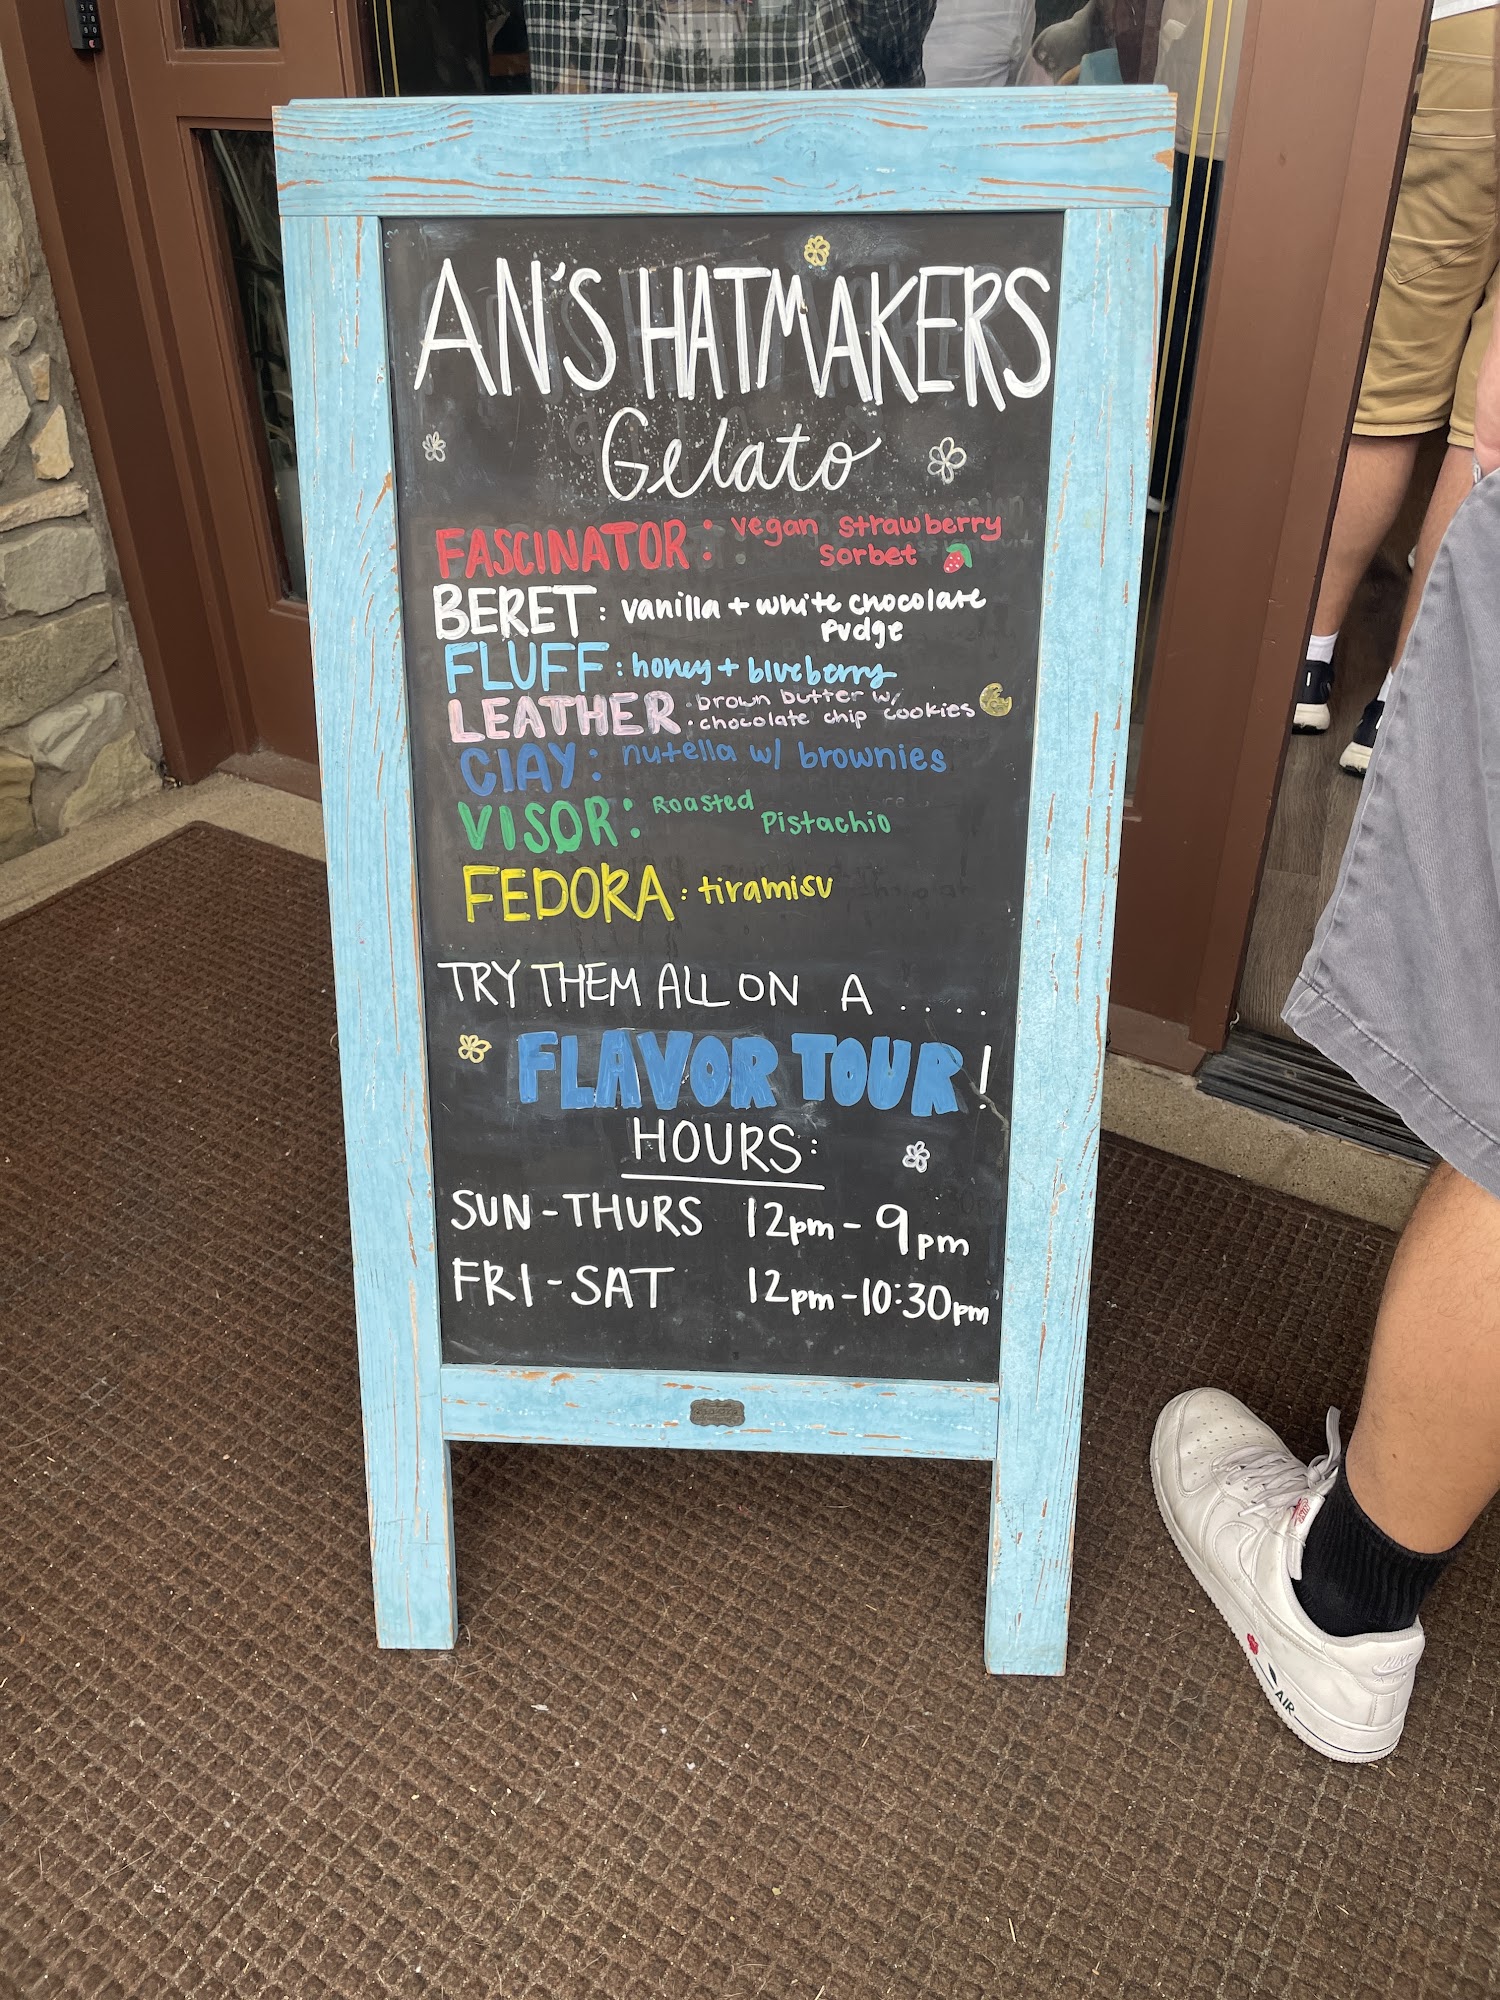 AN'S HATMAKERS
Gelato
FASCINATOR: vegan strawberry
sorbet
BERET: vanilla + white chocolate
Fudge
FLUFF: honey + blueberry
LEATHER: brown butter w/
chocolate chip cookies
ClAY: nutella w/ brownies
VISOR: Roasted
Pistachio
FEDORA: tiramisu
TRY THEM ALL ON A ....
FLAVOR TOUR!
HOURS:
SUN-THURS 12pm-9pm
FRI-SAT 12pm-10:30pm
NIKE
AIR